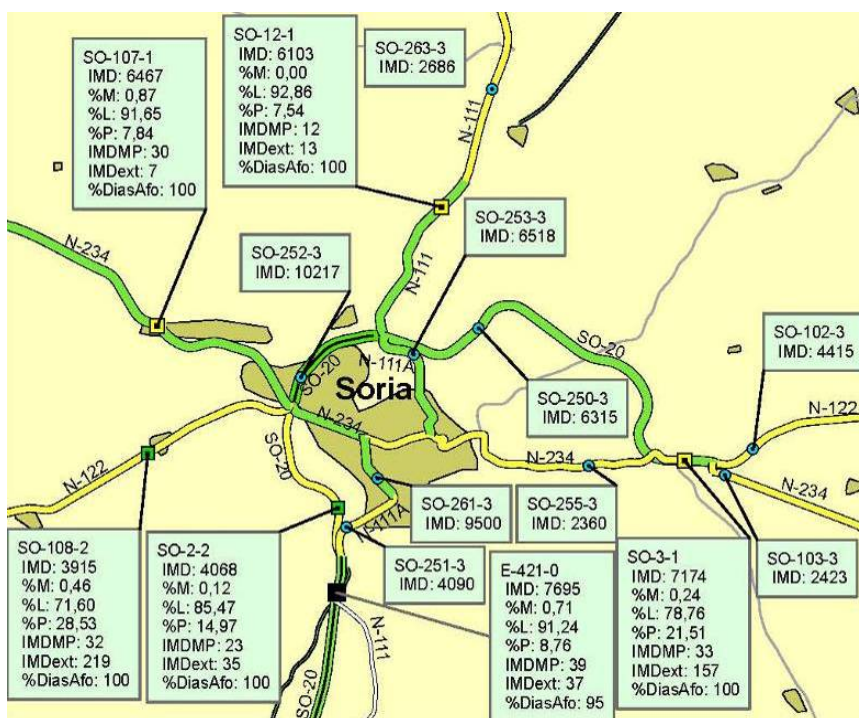 SO-107-1
IMD: 6467
%M: 0,87
%L: 91,65
%P: 7,84
IMDMP: 30
IMDext: 7
%DiasAfo: 100
SO-12-1
IMD: 6103
%M: 0,00
%L: 92,86
%P: 7,54
IMDMP: 12
IMDext: 13
%DiasAfo: 100
SO-263-3
IMD: 2686
N-111
N-234
SO-252-3
IMD: 10217
N-111
SO-253-3
IMD: 6518
SO-20
N-111A
SO-20
Soria
SO-102-3
IMD: 4415
SO-250-3
IMD: 6315
N-122
N-234
SO-20
N-122
N-234
N-234
SO-108-2
IMD: 3915
%M: 0,46
%L: 71,60
%P: 28,53
IMDMP: 32
IMDext: 219
%DiasAfo: 100
SO-2-2
IMD: 4068
%M: 0,12
%L: 85,47
%P: 14,97
IMDMP: 23
IMDext: 35
%DiasAfo: 100
N-111A
SO-261-3
IMD: 9500
SO-255-3
IMD: 2360
SO-251-3
IMD: 4090
E-421-0
IMD: 7695
%M: 0,71
%L: 91,24
%P: 8,76
IMDMP: 39
IMDext: 37
%DiasAfo: 95
SO-3-1
IMD: 7174
%M: 0,24
%L: 78,76
%P: 21,51
IMDMP: 33
IMDext: 157
%DiasAfo: 100
SO-103-3
IMD: 2423
N-111
SO-20